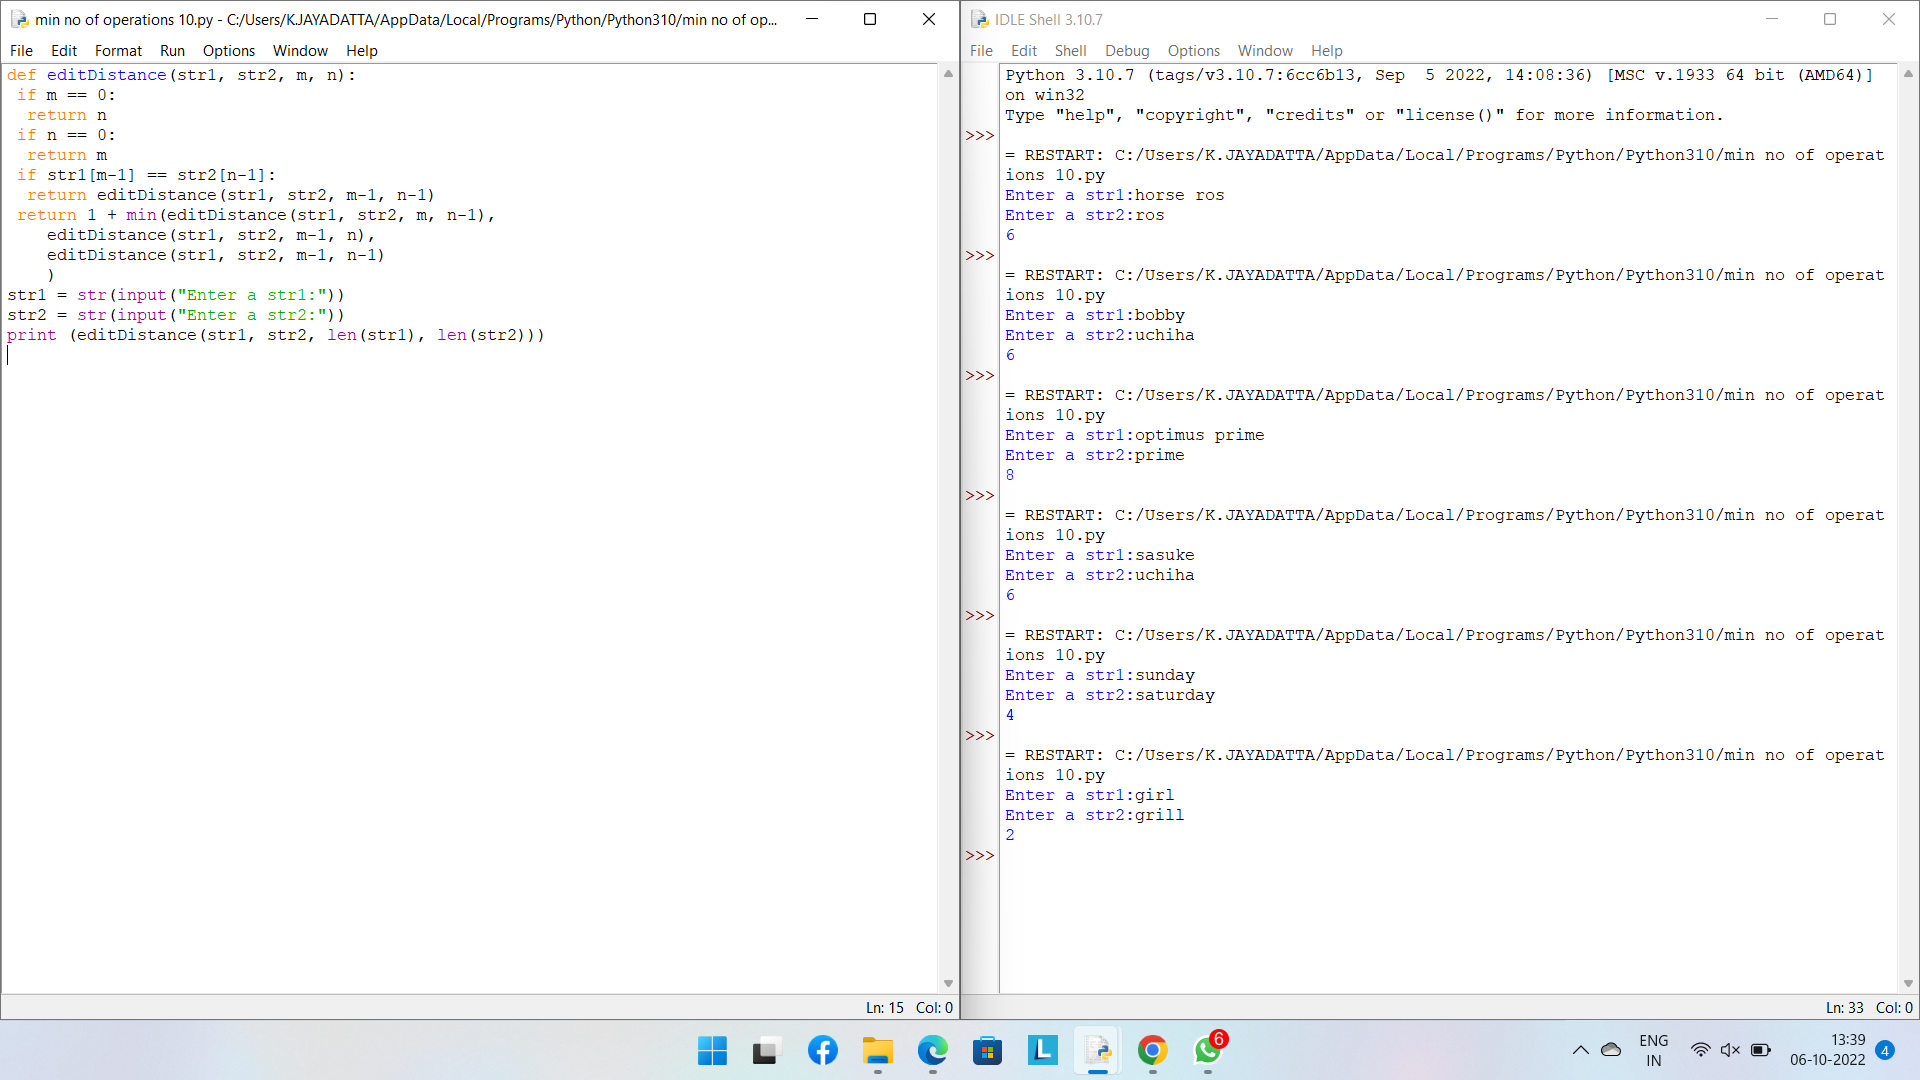 min no of operations 10.py - C:/Users/K.JAYADATTA/AppData/Local/Programs/Python/Python310/min no of op...
File Edit Format Run Options Window Help
def editDistance(str1, str2, m, n):
 if m == 0:
  return n
 if n == 0:
  return m
 if str1[m-1] == str2[n-1]:
  return editDistance(str1, str2, m-1, n-1)
 return 1 + min(editDistance(str1, str2, m, n-1),
    editDistance(str1, str2, m-1, n),
    editDistance(str1, str2, m-1, n-1)
    )
str1 = str(input("Enter a str1:"))
str2 = str(input("Enter a str2:"))
print (editDistance(str1, str2, len(str1), len(str2)))
Ln: 15 Col: 0
IDLE Shell 3.10.7
File Edit Shell Debug Options Window Help
Python 3.10.7 (tags/v3.10.7:6cc6b13, Sep  5 2022, 14:08:36) [MSC v.1933 64 bit (AMD64)]
on win32
Type "help", "copyright", "credits" or "license()" for more information.
>>>
= RESTART: C:/Users/K.JAYADATTA/AppData/Local/Programs/Python/Python310/min no of operat
ions 10.py
Enter a str1:horse ros
Enter a str2:ros
6
>>>
= RESTART: C:/Users/K.JAYADATTA/AppData/Local/Programs/Python/Python310/min no of operat
ions 10.py
Enter a str1:bobby
Enter a str2:uchiha
6
>>>
= RESTART: C:/Users/K.JAYADATTA/AppData/Local/Programs/Python/Python310/min no of operat
ions 10.py
Enter a str1:optimus prime
Enter a str2:prime
8
>>>
= RESTART: C:/Users/K.JAYADATTA/AppData/Local/Programs/Python/Python310/min no of operat
ions 10.py
Enter a str1:sasuke
Enter a str2:uchiha
6
>>>
= RESTART: C:/Users/K.JAYADATTA/AppData/Local/Programs/Python/Python310/min no of operat
ions 10.py
Enter a str1:sunday
Enter a str2:saturday
4
>>>
= RESTART: C:/Users/K.JAYADATTA/AppData/Local/Programs/Python/Python310/min no of operat
ions 10.py
Enter a str1:girl
Enter a str2:grill
2
>>>
Ln: 33 Col: 0
L
6
ENG
IN
13:39
06-10-2022
4